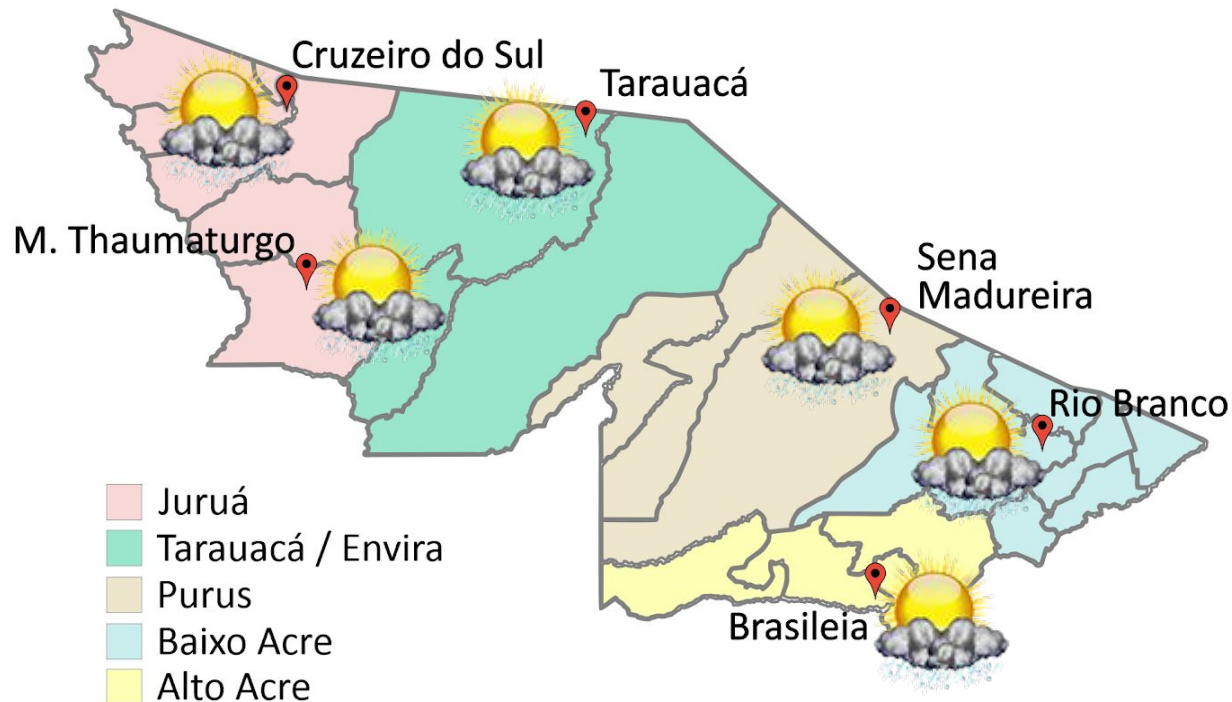 Cruzeiro do Sul
Tarauacá
M. Thaumaturgo
Sena
Madureira
Rio Branco
Brasileia
Juruá
Tarauacá / Envira
Purus
Baixo Acre
Alto Acre